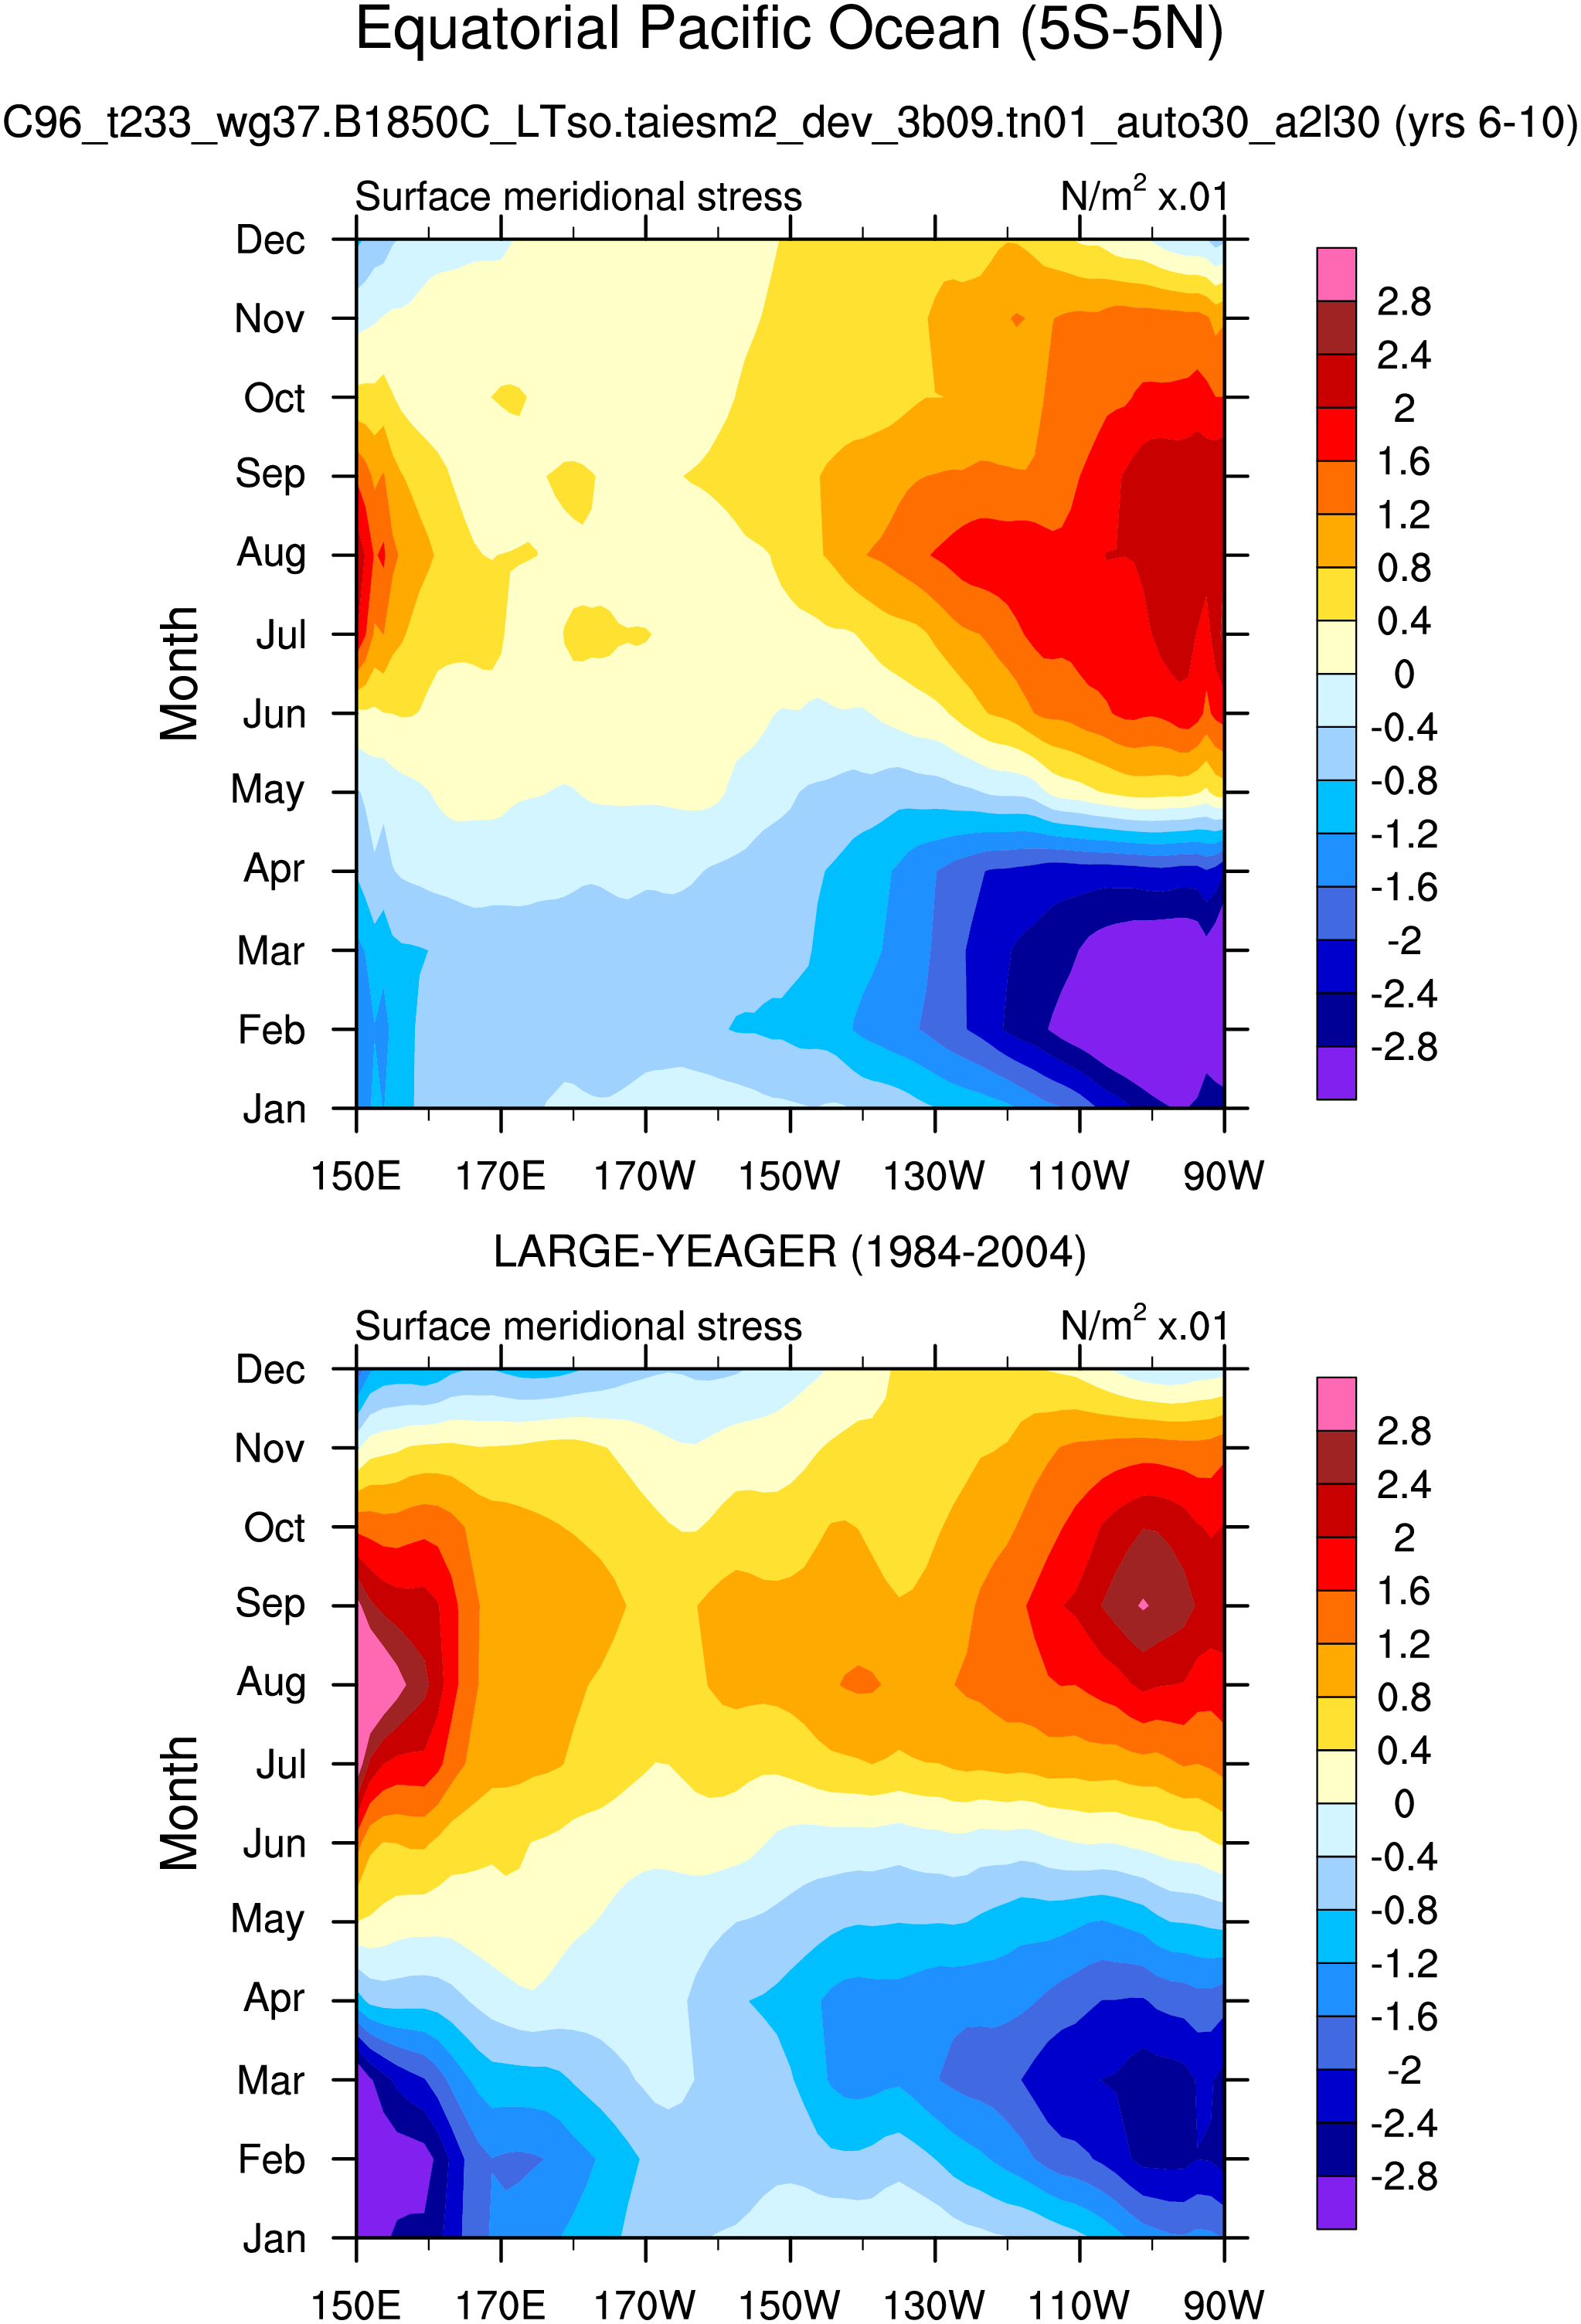 Equatorial Pacific Ocean (5S-5N)
C96_t233_wg37.B1850C_LTso.taiesm2_dev_3b09.tn01_auto30_a2l30 (yrs 6-10)
Surface meridional stress N/m² x.01
Dec
Nov
Oct
Sep
Aug
Jul
Jun
May
Apr
Mar
Feb
Jan
Month
150E 170E 170W 150W 130W 110W 90W
2.8
2.4
2
1.6
1.2
0.8
0.4
0
-0.4
-0.8
-1.2
-1.6
-2
-2.4
-2.8
LARGE-YEAGER (1984-2004)
Surface meridional stress N/m² x.01
Dec
Nov
Oct
Sep
Aug
Jul
Jun
May
Apr
Mar
Feb
Jan
Month
150E 170E 170W 150W 130W 110W 90W
2.8
2.4
2
1.6
1.2
0.8
0.4
0
-0.4
-0.8
-1.2
-1.6
-2
-2.4
-2.8